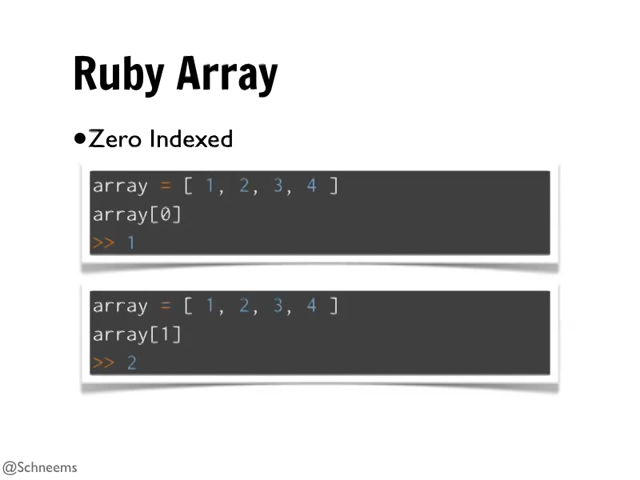 Ruby Array
•Zero Indexed
array = [ 1, 2, 3, 4 ]
array[0]
>> 1
array = [ 1, 2, 3, 4 ]
array[1]
>> 2
@Schneems